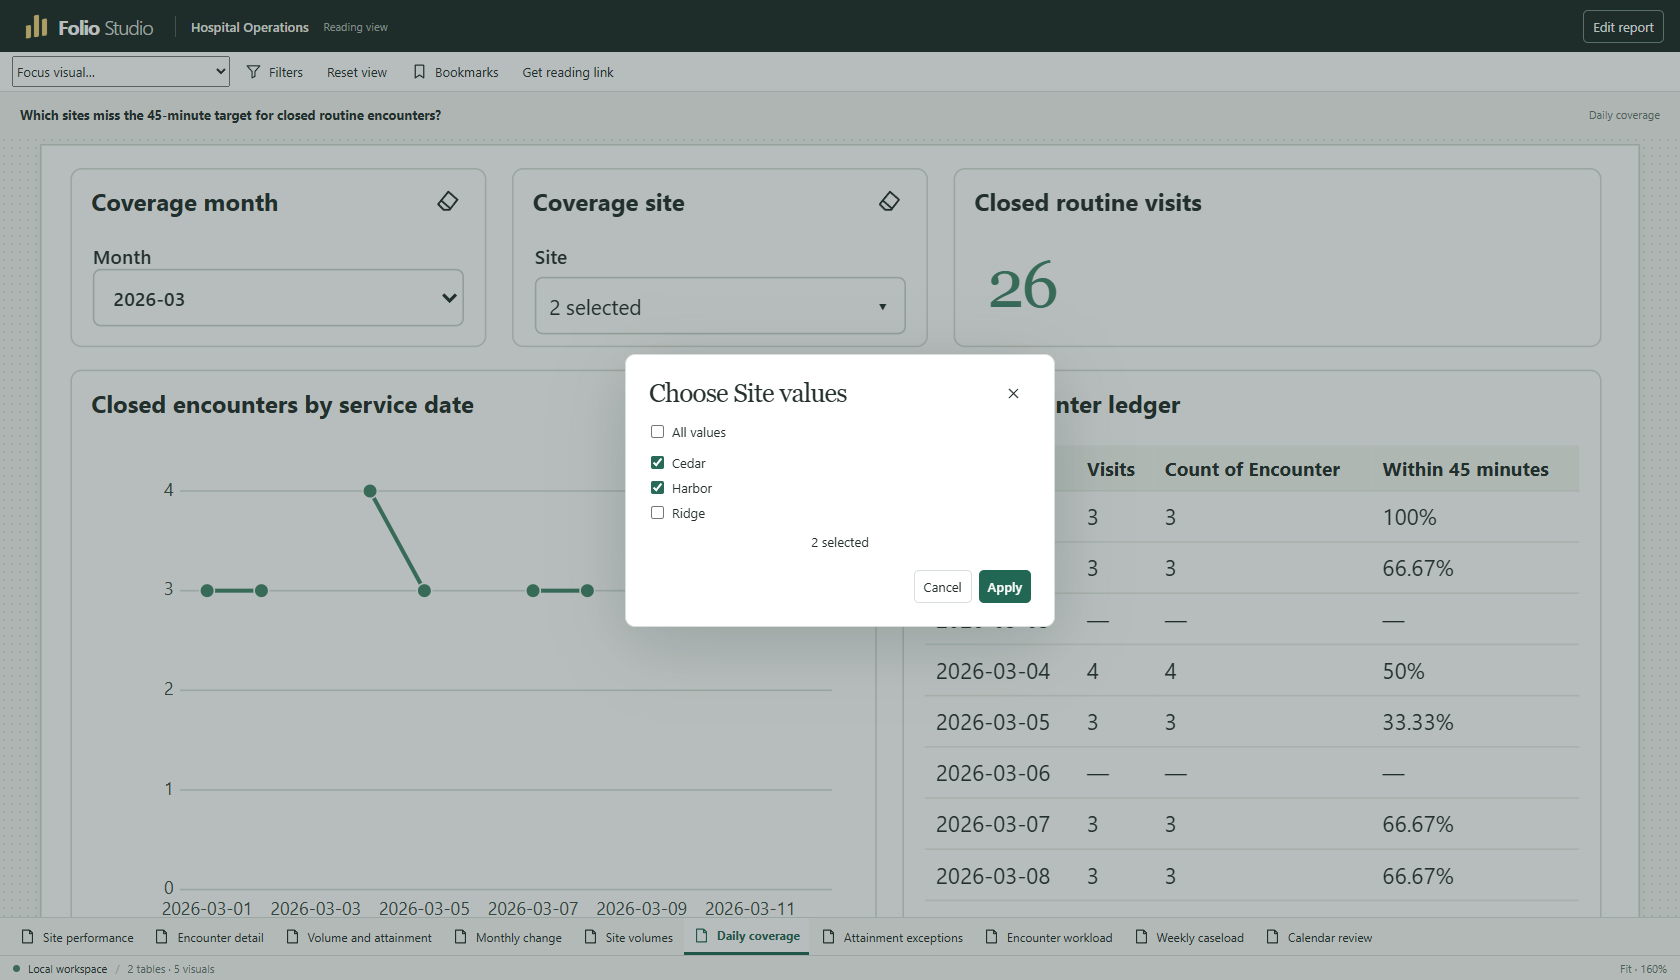 Folio Studio
Hospital Operations
Reading view
Edit report
Focus visual...
Filters
Reset view
Bookmarks
Get reading link
Which sites miss the 45-minute target for closed routine encounters?
Daily coverage
Coverage month
Month
2026-03
Coverage site
Site
2 selected
Closed routine visits
26
Choose Site values
All values
Cedar
Harbor
Ridge
2 selected
Cancel
Apply
Closed encounters by service date
4
3
2
1
0
2026-03-01 2026-03-03 2026-03-05 2026-03-07 2026-03-09 2026-03-11
nter ledger
Visits Count of Encounter Within 45 minutes
3 3 100%
3 3 66.67%
— — —
2026-03-04 4 4 50%
2026-03-05 3 3 33.33%
2026-03-06 — — —
2026-03-07 3 3 66.67%
2026-03-08 3 3 66.67%
Site performance
Encounter detail
Volume and attainment
Monthly change
Site volumes
Daily coverage
Attainment exceptions
Encounter workload
Weekly caseload
Calendar review
Local workspace / 2 tables · 5 visuals
Fit · 160%